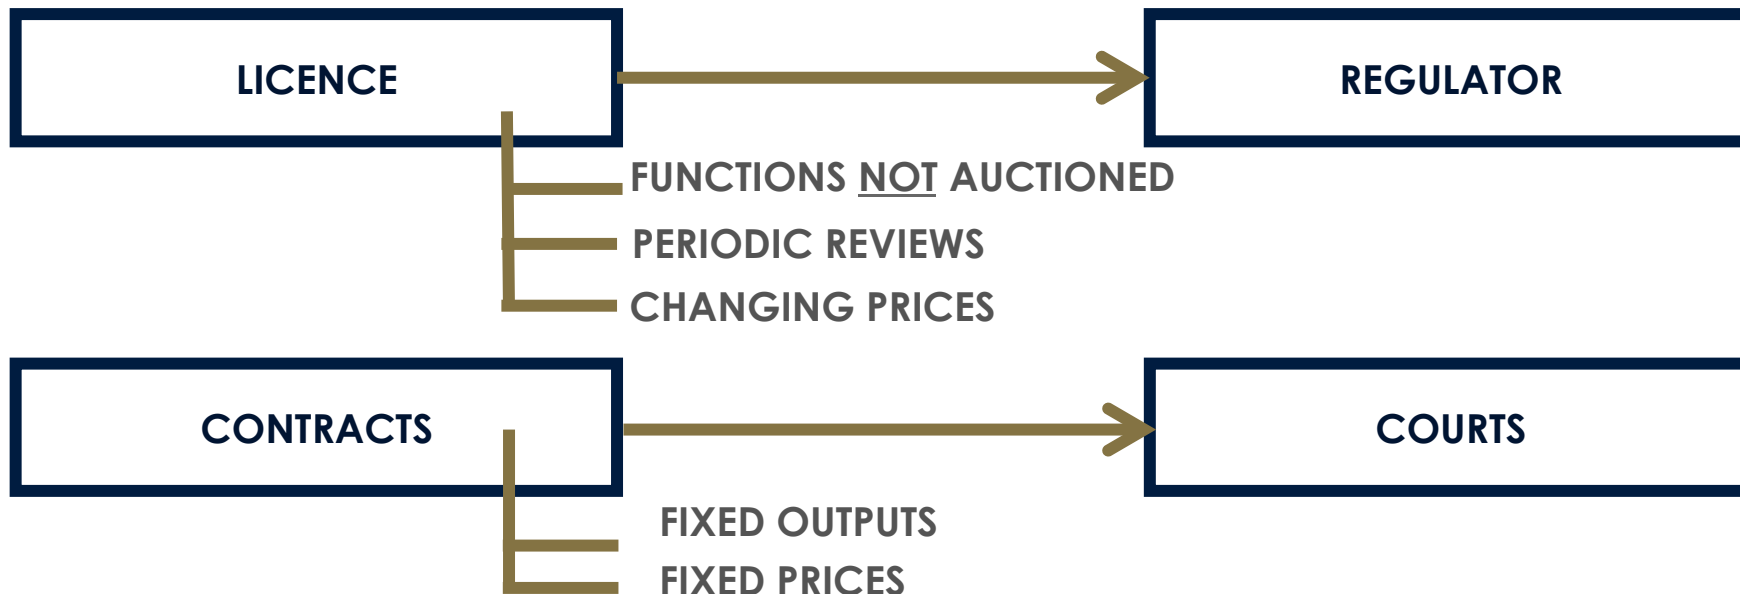 LICENCE
REGULATOR
FUNCTIONS NOT AUCTIONED
PERIODIC REVIEWS
CHANGING PRICES
CONTRACTS
COURTS
FIXED OUTPUTS
FIXED PRICES